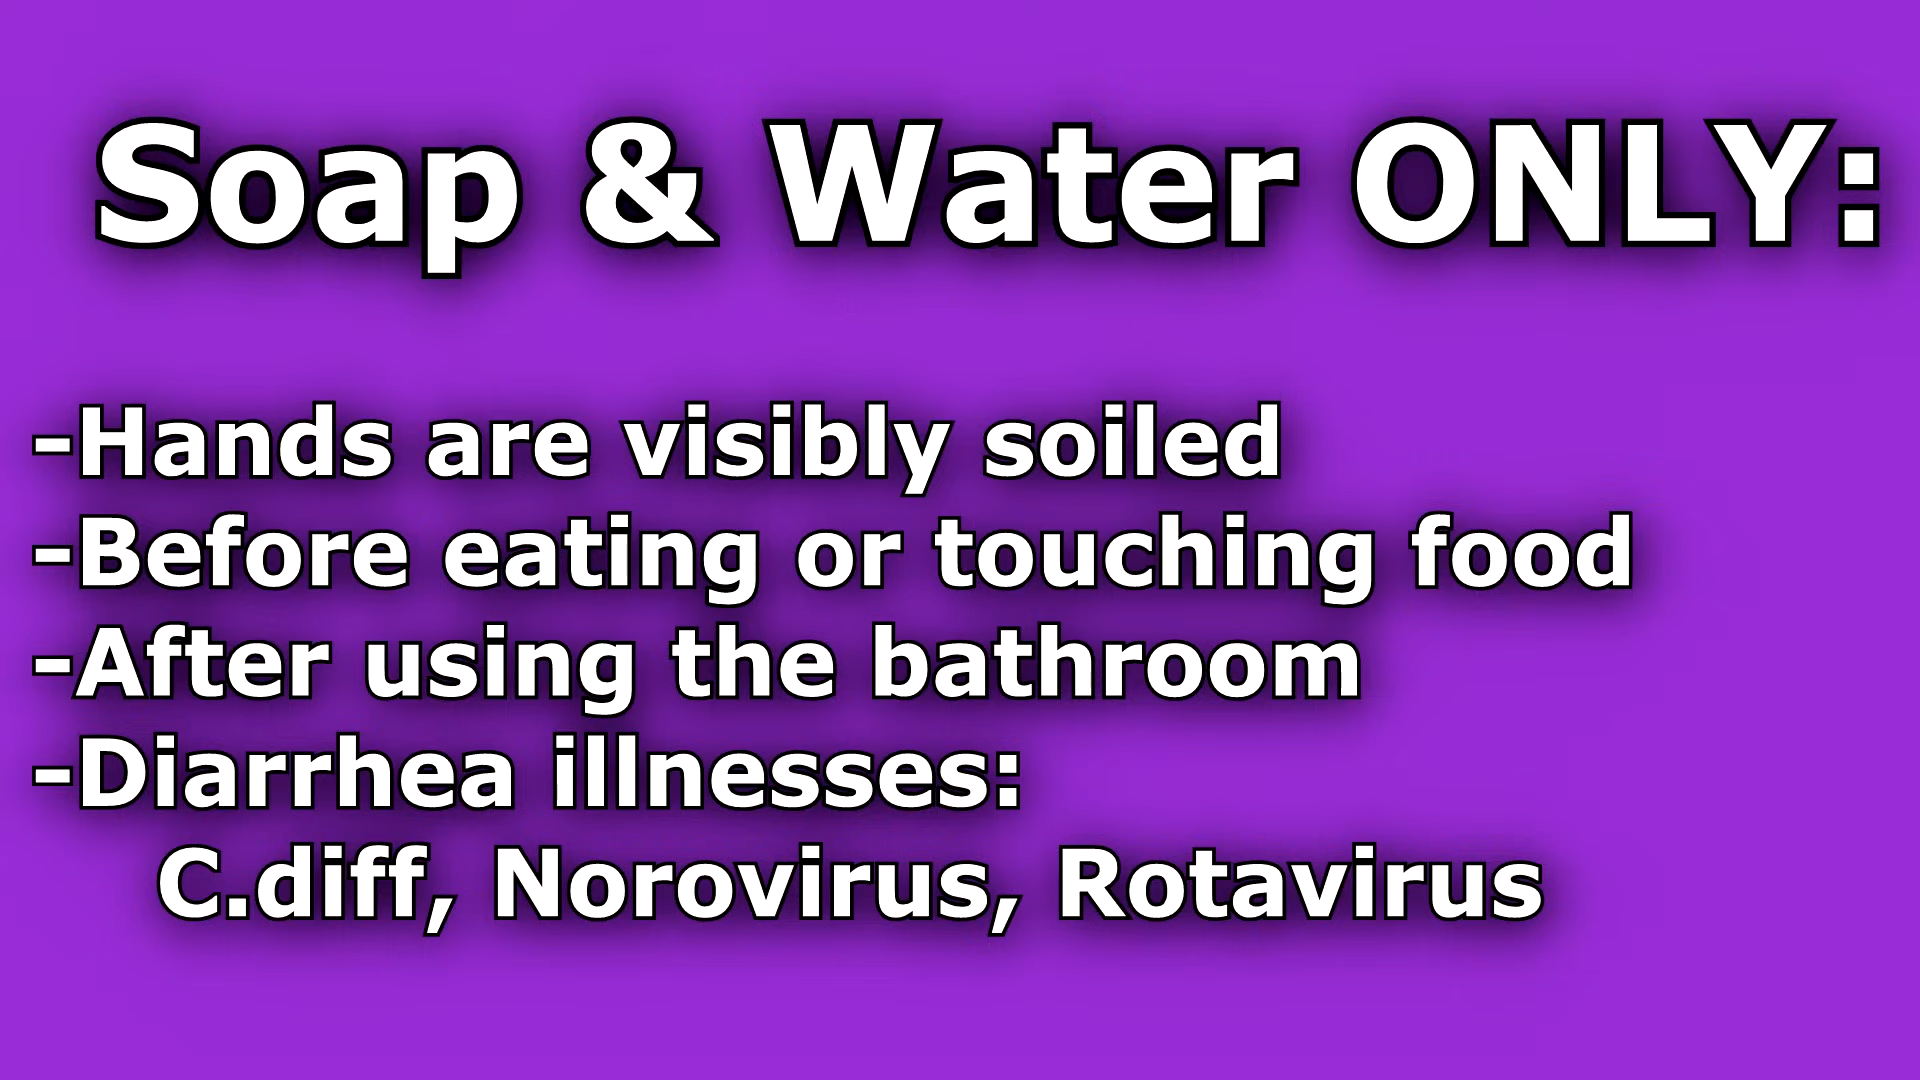 Soap & Water ONLY:
-Hands are visibly soiled
-Before eating or touching food
-After using the bathroom
-Diarrhea illnesses:
C.diff, Norovirus, Rotavirus